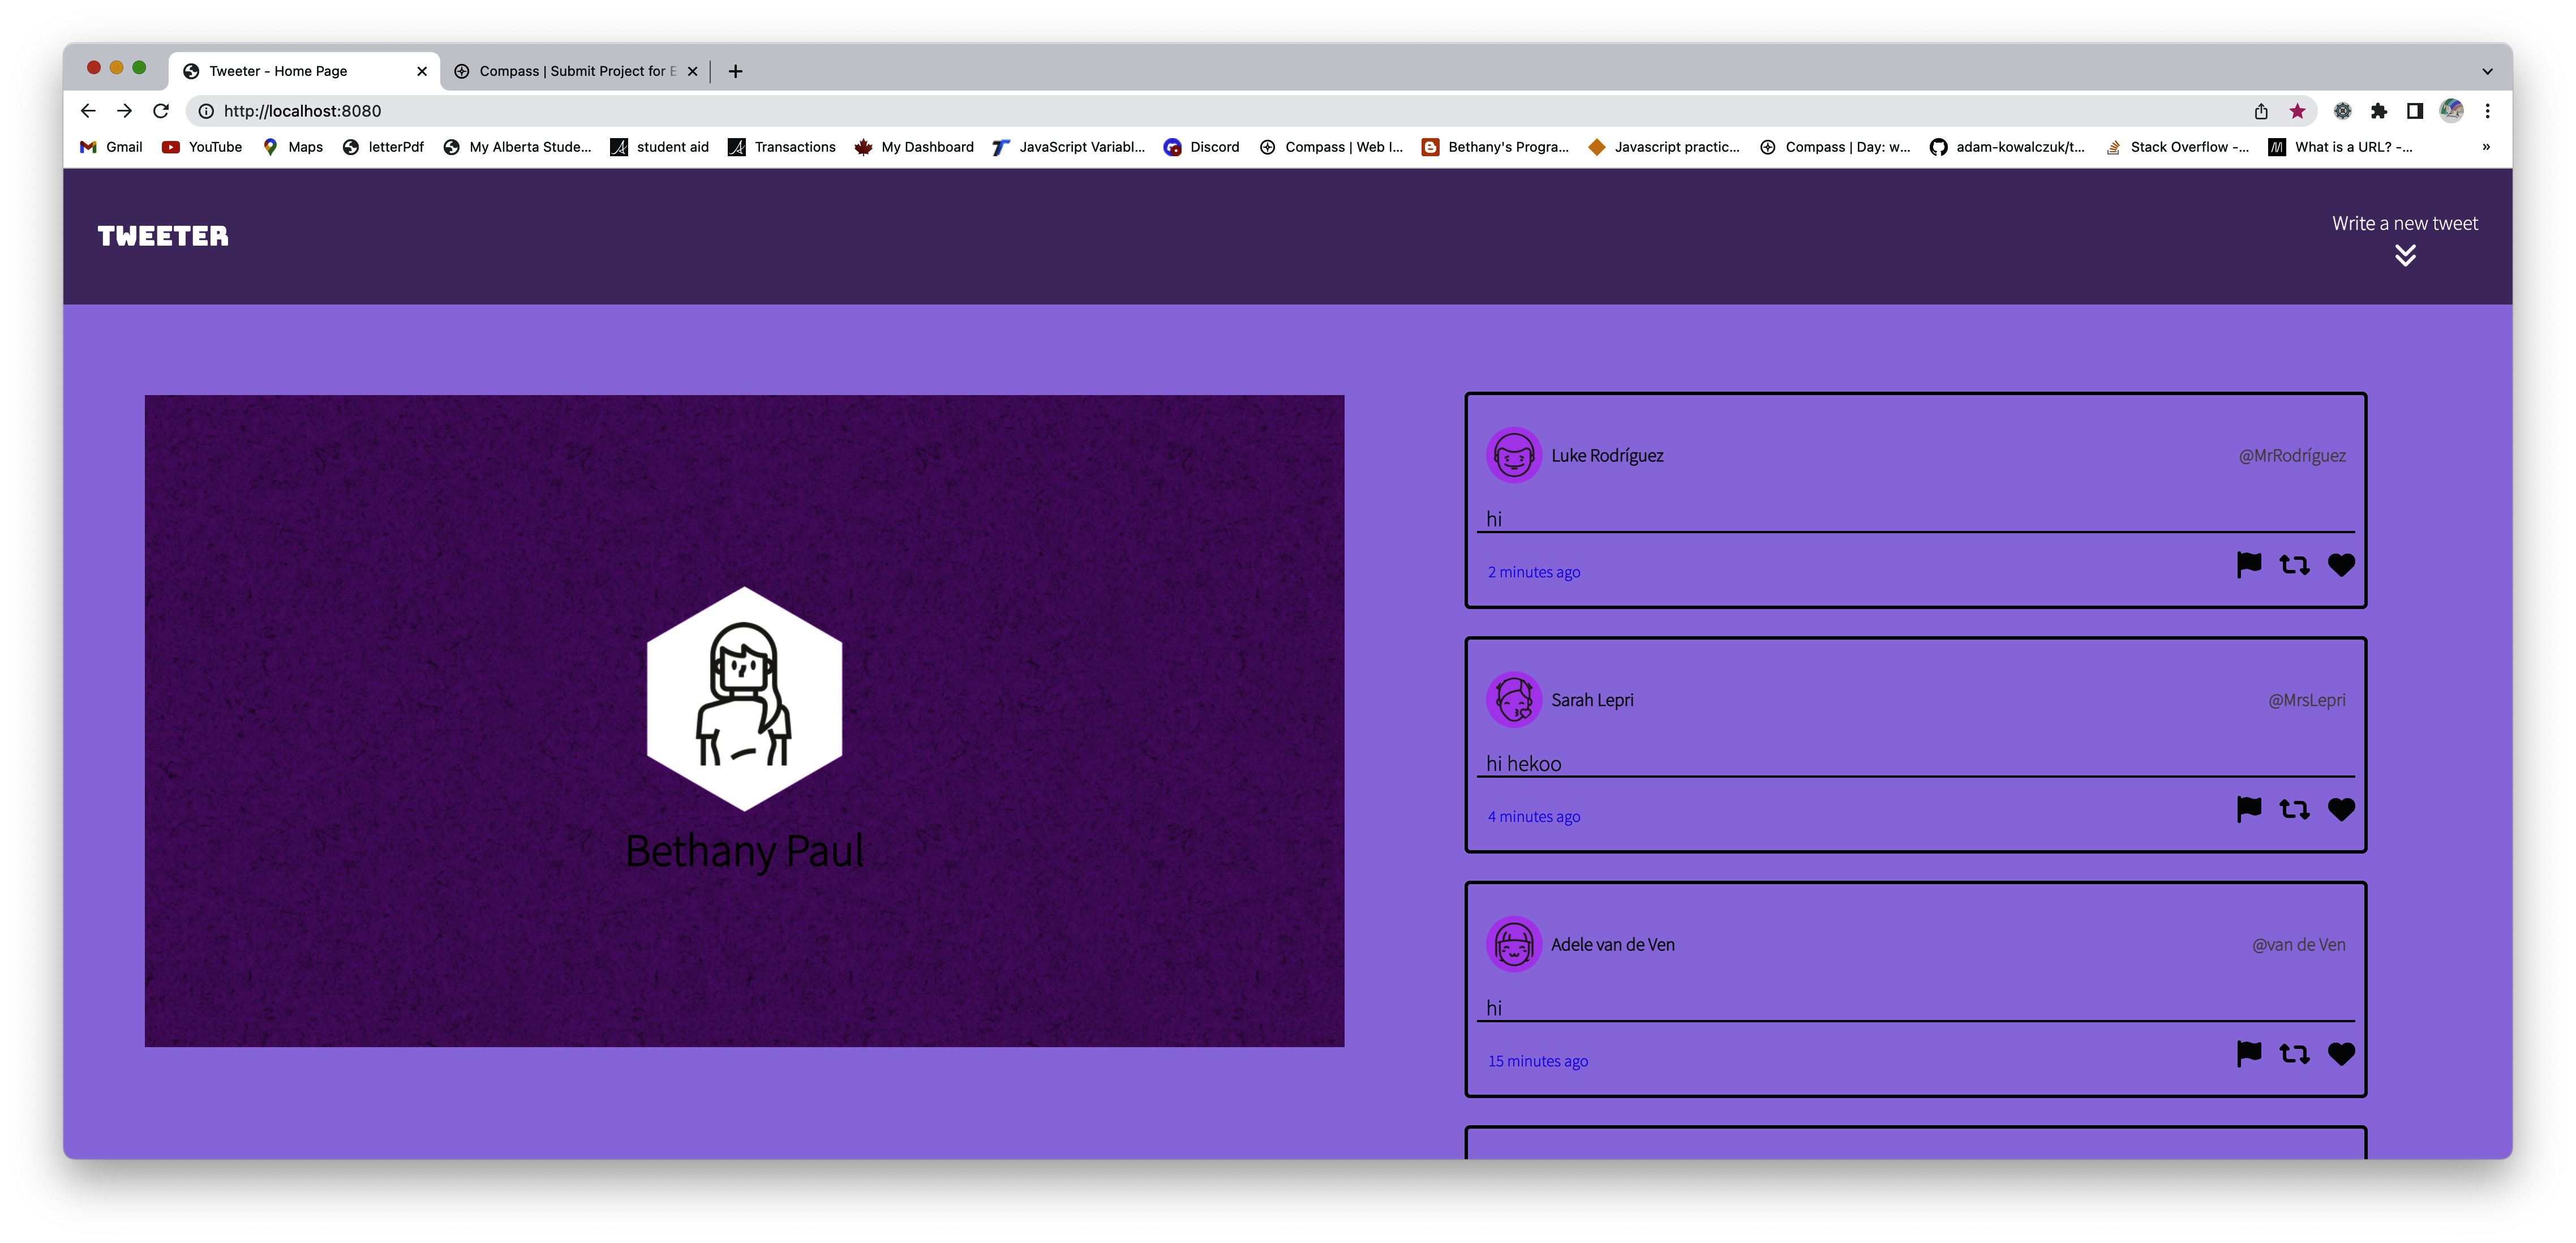 Tweeter - Home Page
Compass | Submit Project for E
http://localhost:8080
Gmail YouTube Maps letterPdf My Alberta Stude... student aid Transactions My Dashboard JavaScript Variabl... Discord Compass | Web I... Bethany's Progra... Javascript practic... Compass | Day: w... adam-kowalczuk/t... Stack Overflow -... What is a URL? -... »
TWEETER
Write a new tweet
Bethany Paul
Luke Rodríguez @MrRodríguez
hi
2 minutes ago
Sarah Lepri @MrsLepri
hi hekoo
4 minutes ago
Adele van de Ven @van de Ven
hi
15 minutes ago